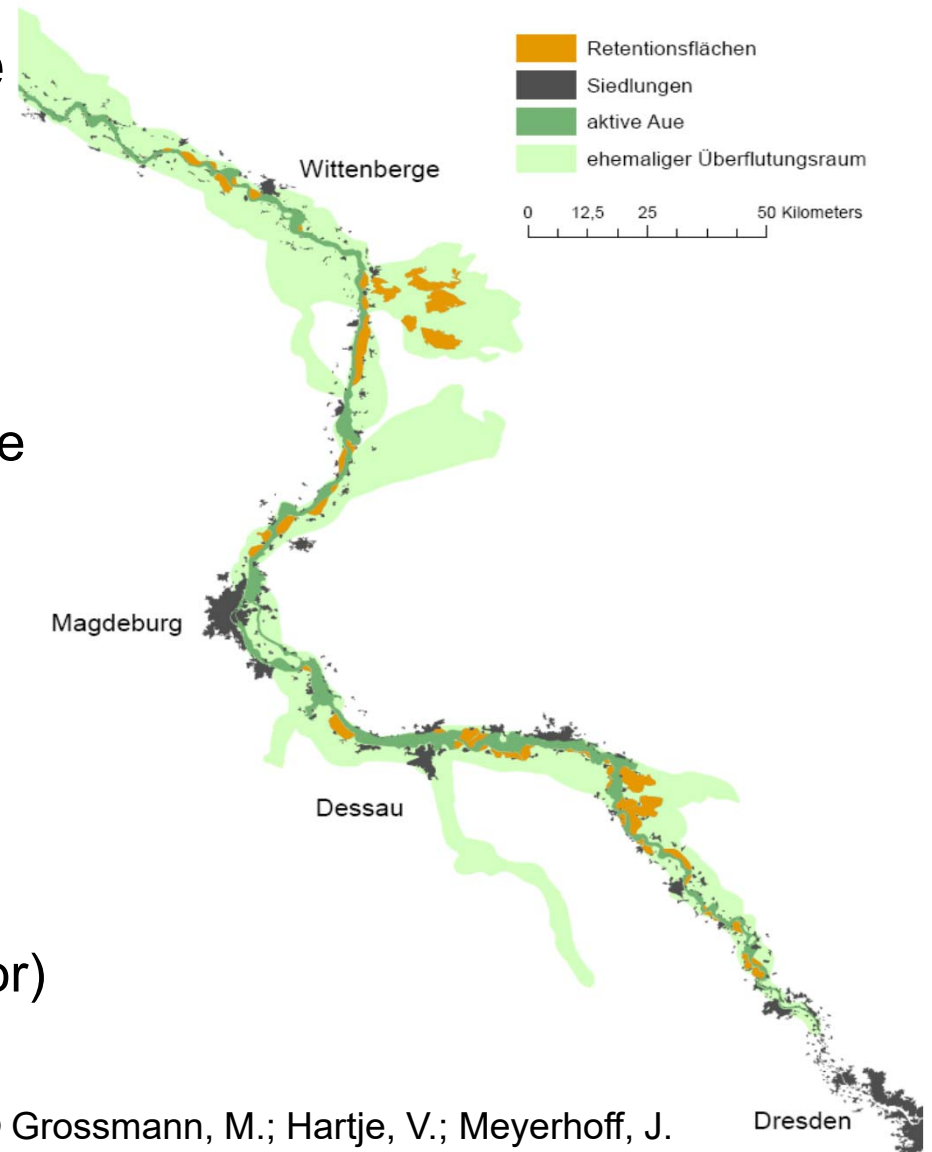 e
Retentionsflächen
Siedlungen
aktive Aue
ehemaliger Überflutungsraum
0 12,5 25 50 Kilometers
Wittenberge
e
Magdeburg
Dessau
or)
Grossmann, M.; Hartje, V.; Meyerhoff, J.
Dresden